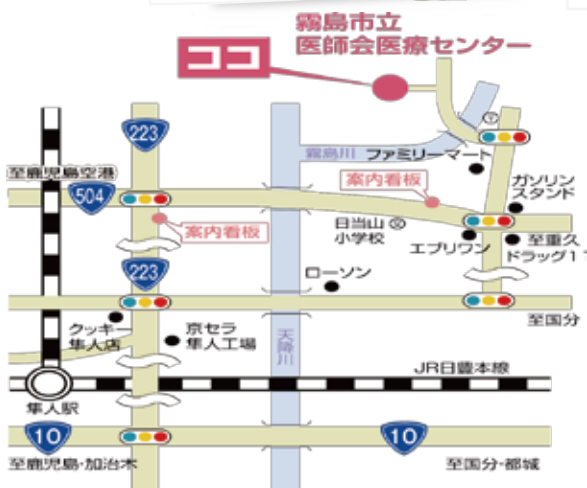 霧島市立
医師会医療センター
ココ
223
霧島川
ファミリーマート
至鹿児島空港
504
案内看板
ガソリン
スタンド
案内看板
日当山
小学校
文
エブリワン
至重久
ドラッグ11
223
ローソン
至国分
クッキー
隼人店
京セラ
隼人工場
天降川
JR日豊本線
隼人駅
10
10
至鹿児島・加治木
至国分・都城